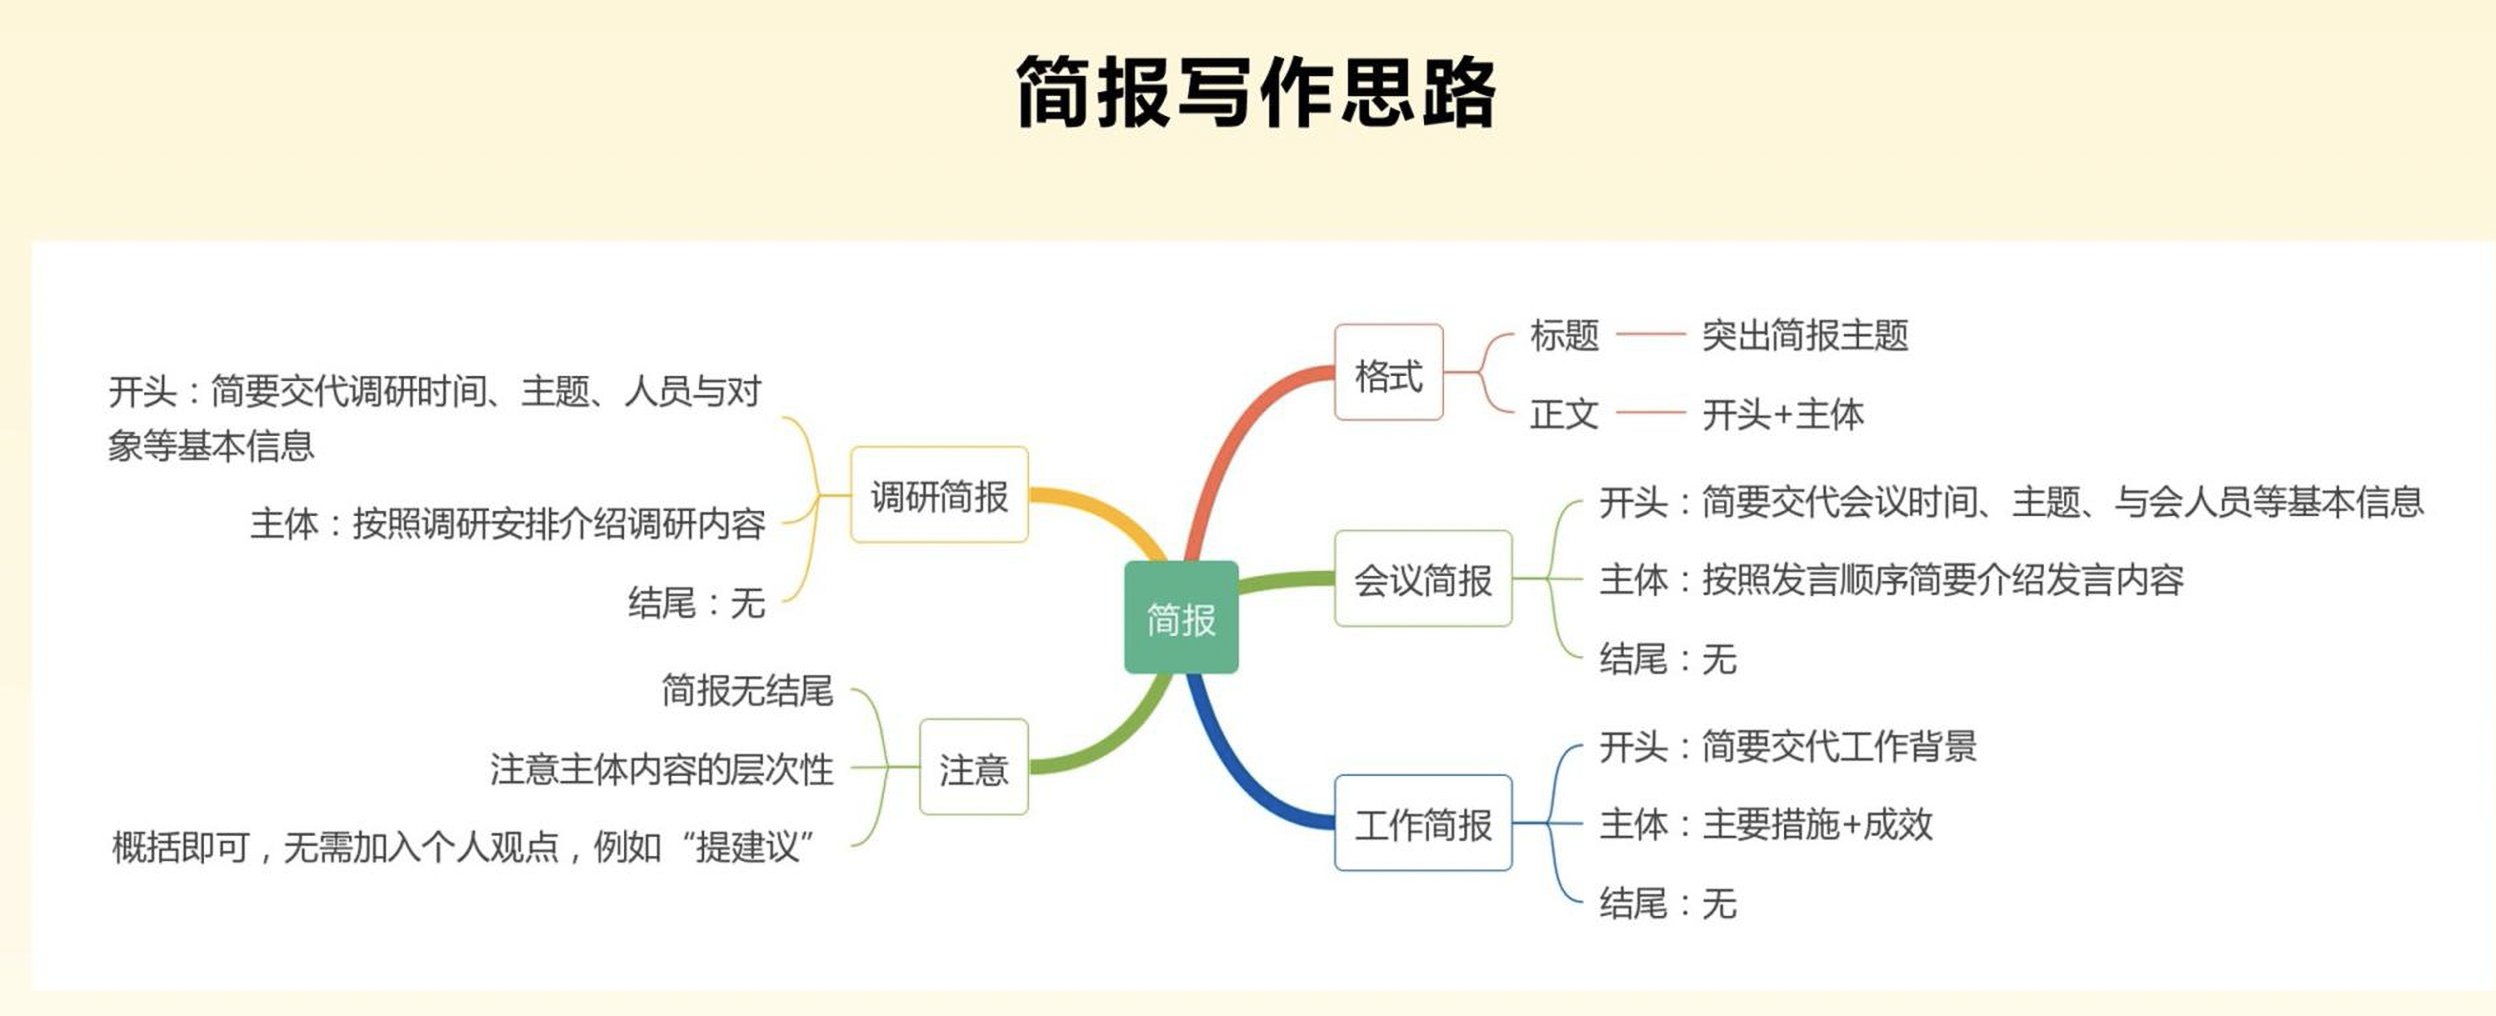 简报写作思路
简报
格式
标题
突出简报主题
正文
开头+主体
会议简报
开头：简要交代会议时间、主题、与会人员等基本信息
主体：按照发言顺序简要介绍发言内容
结尾：无
工作简报
开头：简要交代工作背景
主体：主要措施+成效
结尾：无
调研简报
开头：简要交代调研时间、主题、人员与对
象等基本信息
主体：按照调研安排介绍调研内容
结尾：无
注意
简报无结尾
注意主体内容的层次性
概括即可，无需加入个人观点，例如“提建议”